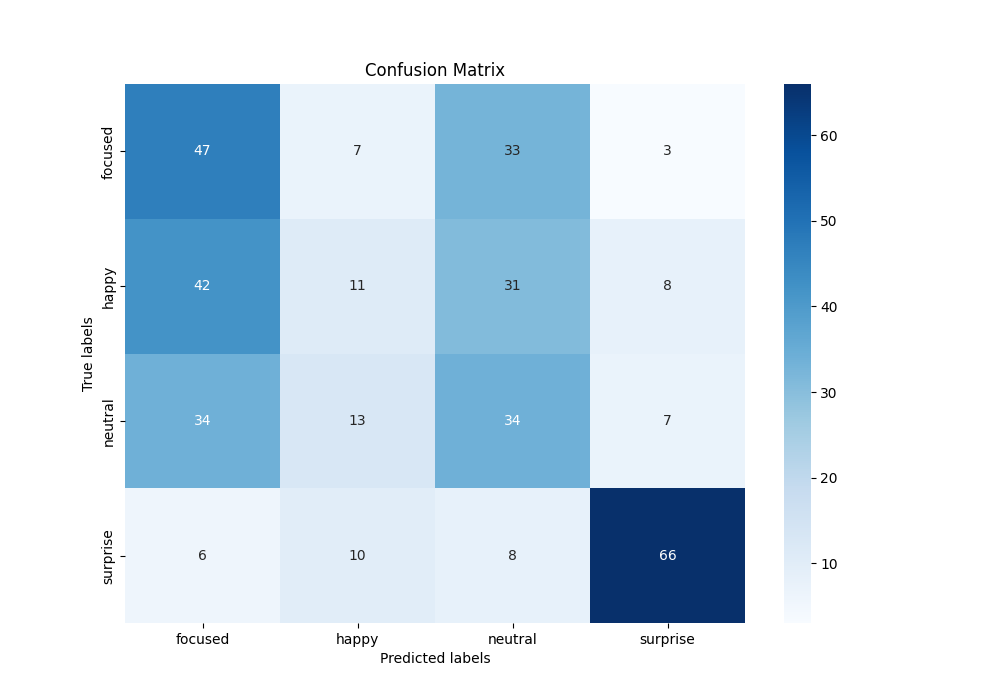 Confusion Matrix
focused 47 7 33 3
happy 42 11 31 8
neutral 34 13 34 7
surprise 6 10 8 66
True labels
focused happy neutral surprise
Predicted labels
60
50
40
30
20
10